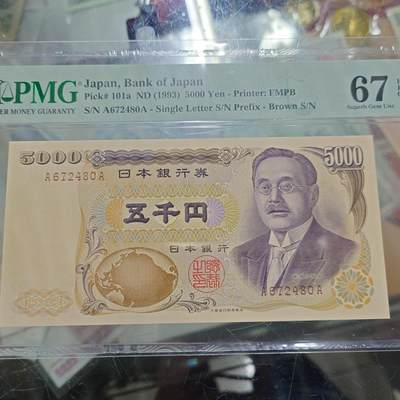 PMG
ER MONEY GUARANTY
Japan, Bank of Japan
Pick# 101a ND (1993) 5000 Yen - Printer: FMPB
S/N A672480A - Single Letter S/N Prefix - Brown S/N
67
Superb Gem Unc
5000
5000
日本銀行券
A672480A
五千円
日本銀行
A672480A